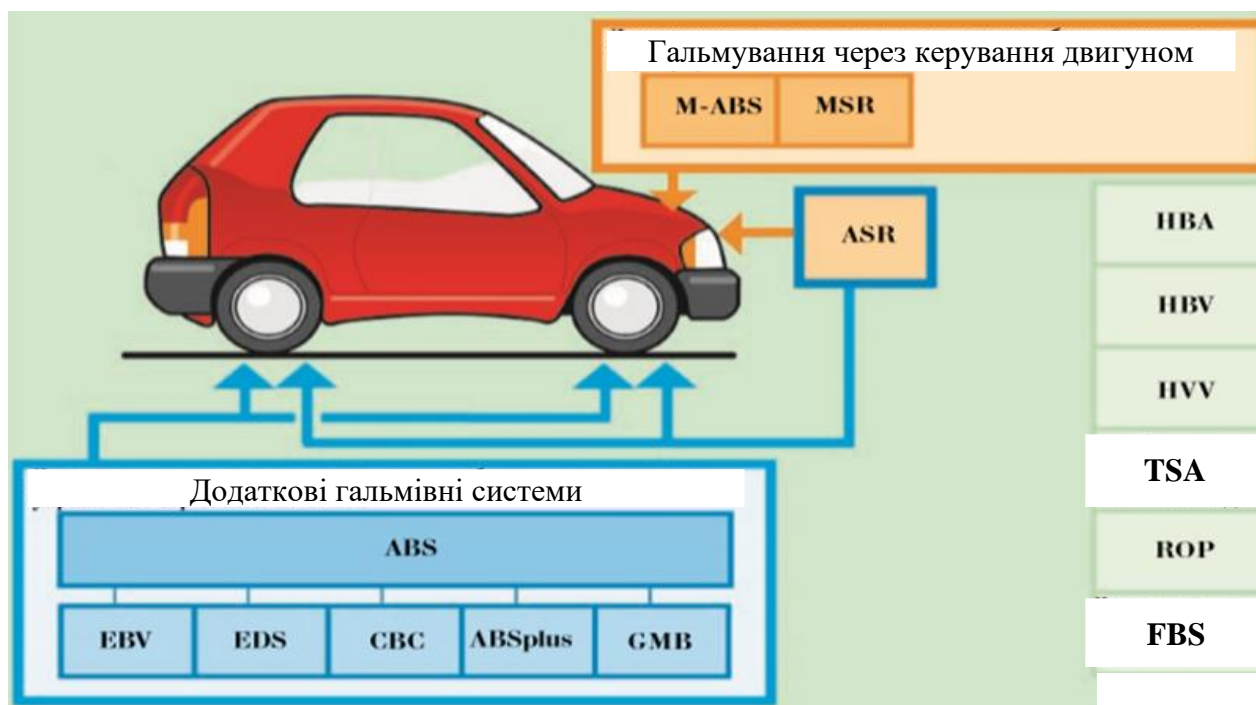 Гальмування через керування двигуном
M-ABS MSR
ASR
HBA
HBV
HVV
TSA
ROP
FBS
Додаткові гальмівні системи
ABS
EBV EDS CBC ABSplus GMB